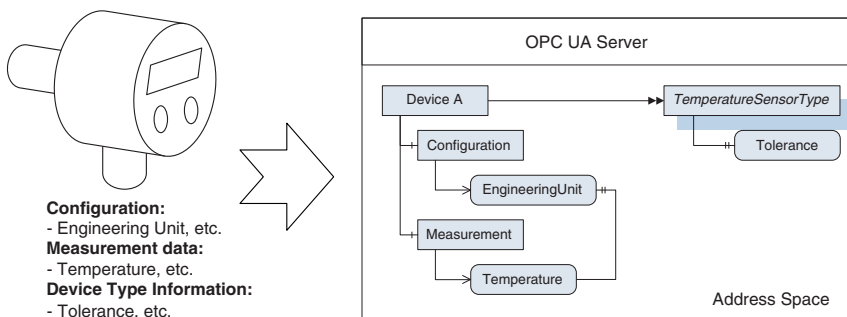 OPC UA Server
Device A
TemperatureSensorType
Configuration
Tolerance
EngineeringUnit
Measurement
Temperature
Address Space
Configuration:
- Engineering Unit, etc.
Measurement data:
- Temperature, etc.
Device Type Information:
- Tolerance, etc.